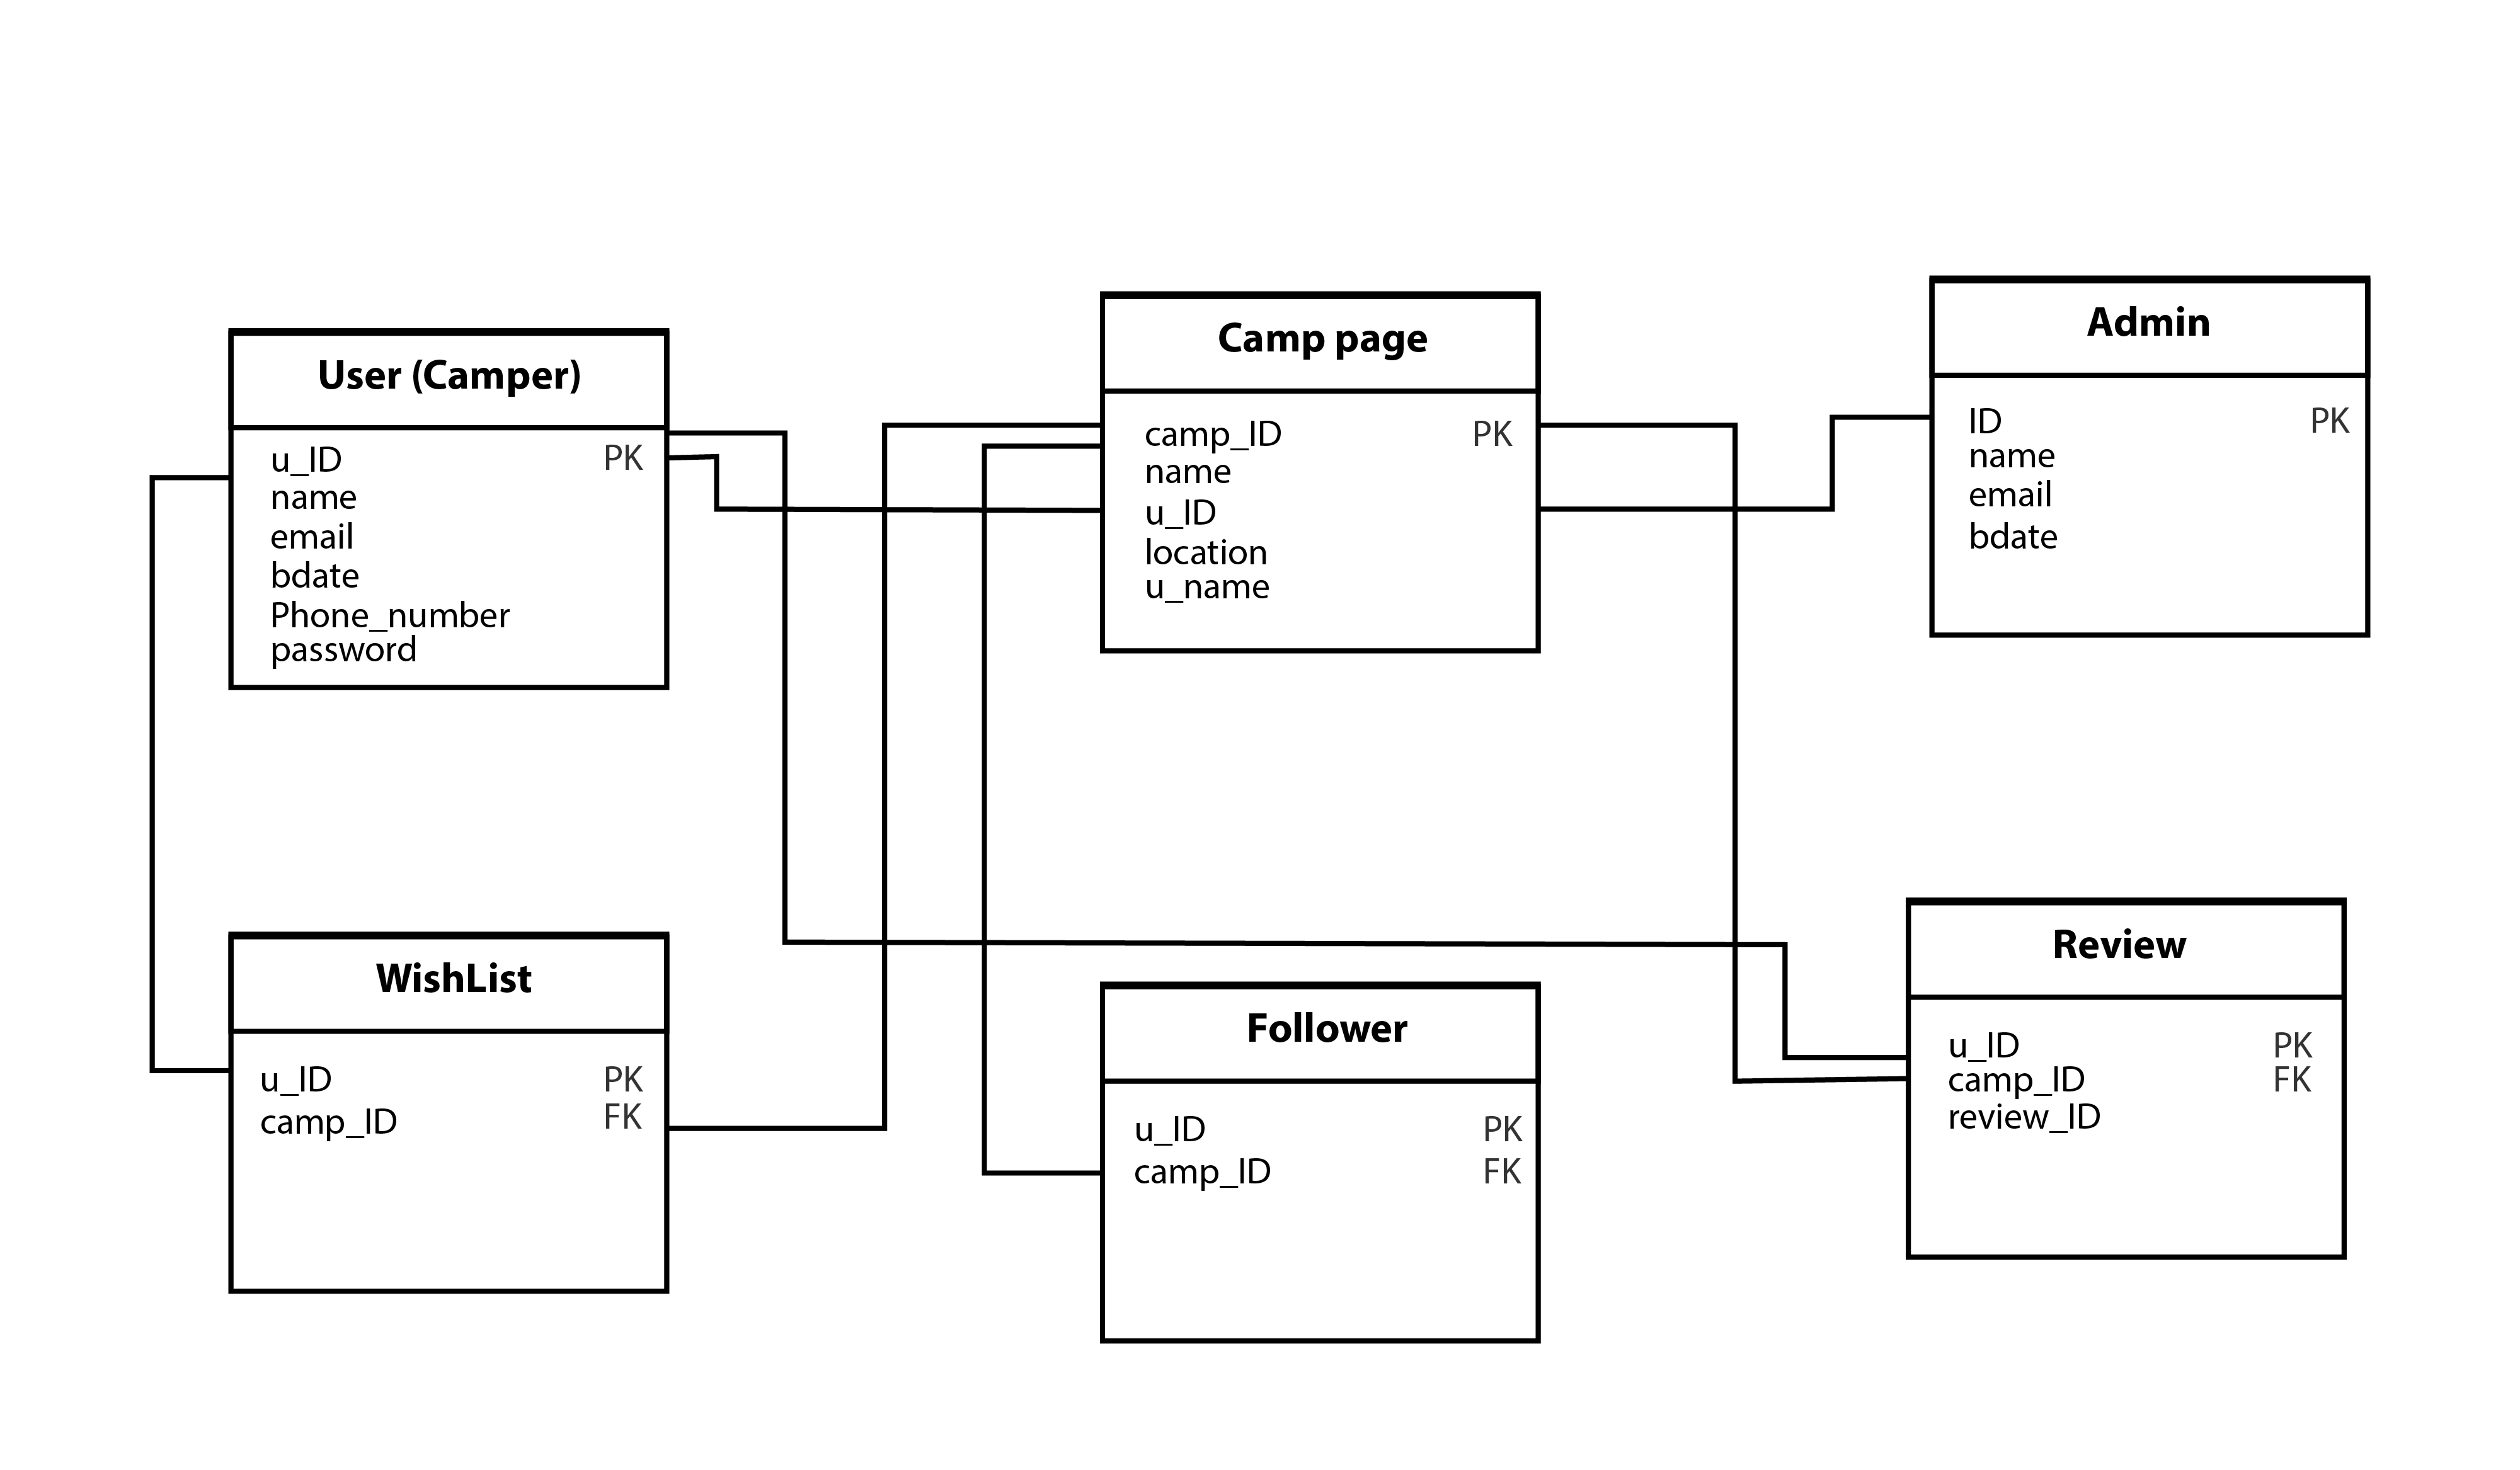 User (Camper)
u_ID PK
name
email
bdate
Phone_number
password
Camp page
camp_ID PK
name
u_ID
location
u_name
Admin
ID PK
name
email
bdate
WishList
u_ID PK
camp_ID FK
Follower
u_ID PK
camp_ID FK
Review
u_ID PK
camp_ID FK
review_ID